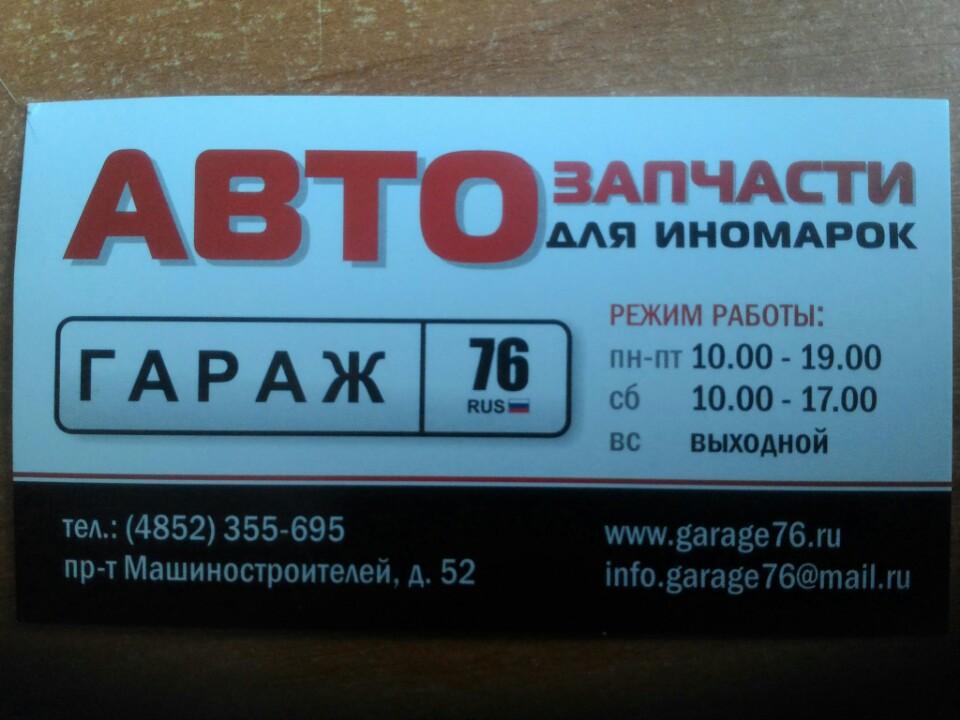 АВТО ЗАПЧАСТИ
ДЛЯ ИНОМАРОК
ГАРАЖ 76
RUS
РЕЖИМ РАБОТЫ:
пн-пт 10.00 - 19.00
сб 10.00 - 17.00
вс выходной
тел.: (4852) 355-695
пр-т Машиностроителей, д. 52
www.garage76.ru
info.garage76@mail.ru